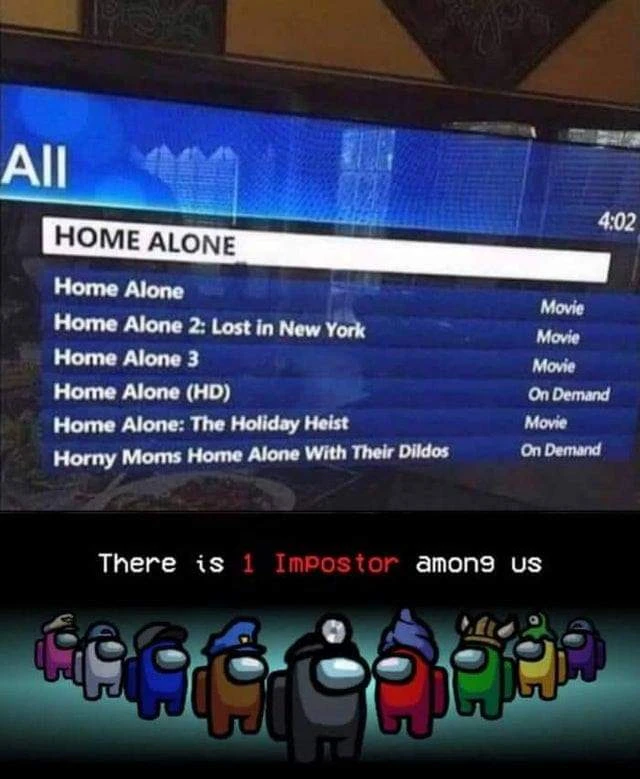 All
4:02
HOME ALONE
Home Alone Movie
Home Alone 2: Lost in New York Movie
Home Alone 3 Movie
Home Alone (HD) On Demand
Home Alone: The Holiday Heist Movie
Horny Moms Home Alone With Their Dildos On Demand
There is 1 Impostor among us